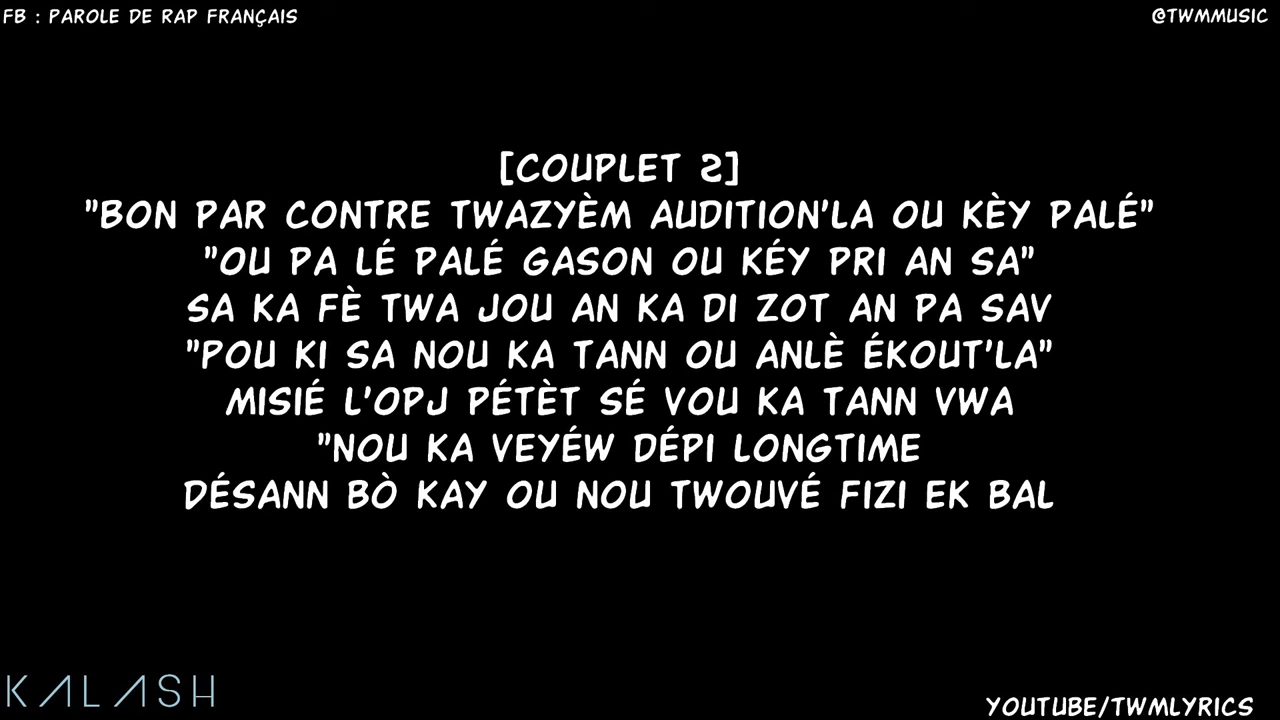 FB : PAROLE DE RAP FRANÇAIS
@TWMMUSIC
[COUPLET 2]
"BON PAR CONTRE TWAZYÈM AUDITION'LA OU KÈY PALÉ"
"OU PA LÉ PALÉ GASON OU KÉY PRI AN SA"
SA KA FÈ TWA JOU AN KA DI ZOT AN PA SAV
"POU KI SA NOU KA TANN OU ANLÈ ÉKOUT'LA"
MISIÉ L'OPJ PÉTÈT SÉ VOU KA TANN VWA
"NOU KA VEYÉW DÉPI LONGTIME
DÉSANN BÒ KAY OU NOU TWOUVÉ FIZI EK BAL
KALASH
YOUTUBE/TWMLYRICS